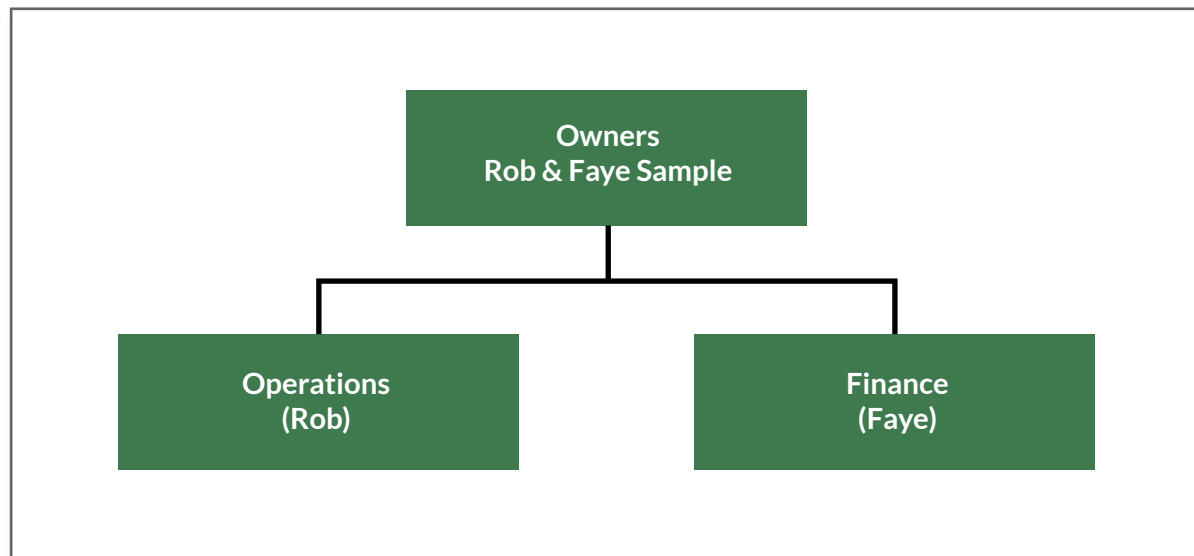 Owners
Rob & Faye Sample
Operations
(Rob)
Finance
(Faye)